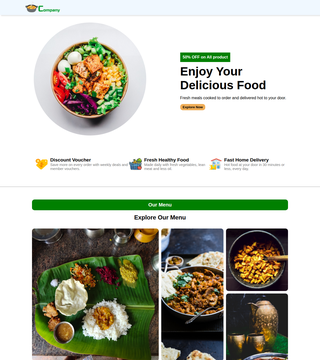 Company
50% OFF on All product
Enjoy Your
Delicious Food
Fresh meals cooked to order and delivered hot to your door
Explore Now
Discount Voucher
Save more on every order with weekly deals and
member vouchers.
Fresh Healthy Food
Made daily with fresh vegetables, lean
meat and less oil.
Fast Home Delivery
Hot food at your door in 30 minutes or
less, every day.
Our Menu
Explore Our Menu